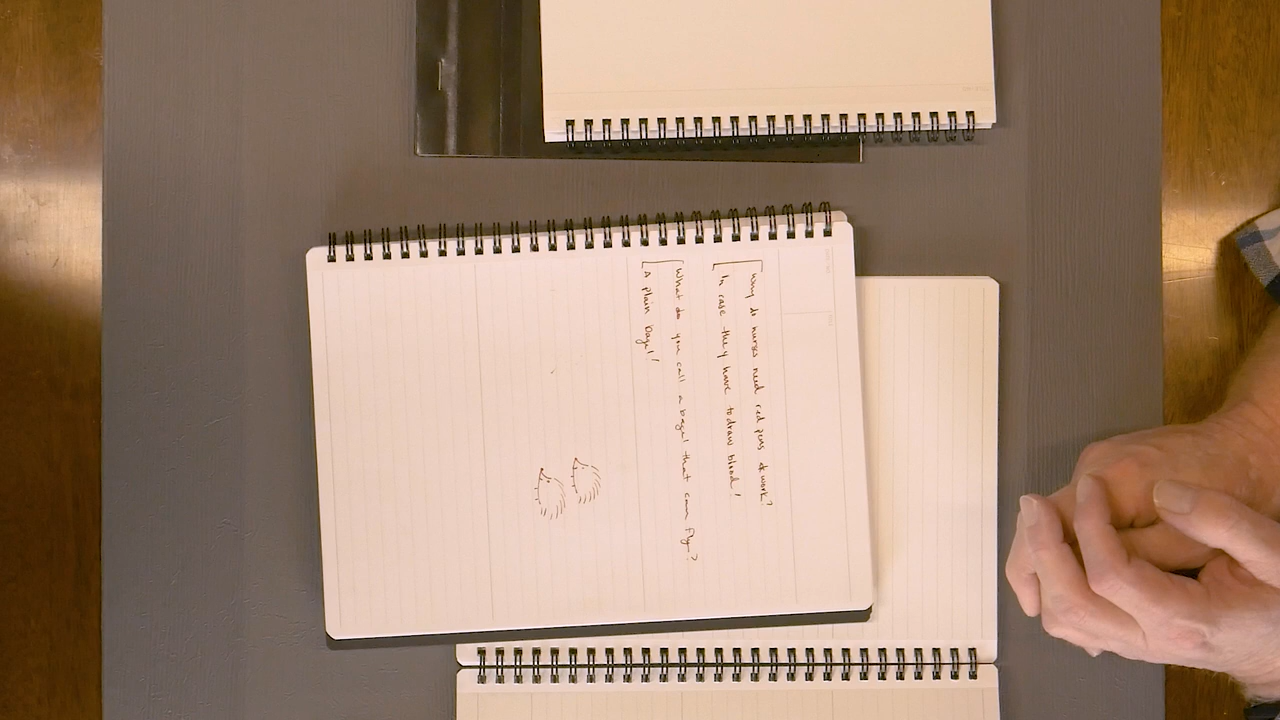 Why do nurses need red pens at work?
In case they have to draw blood!
What do you call a bagel that can fly?
A plain bagel!